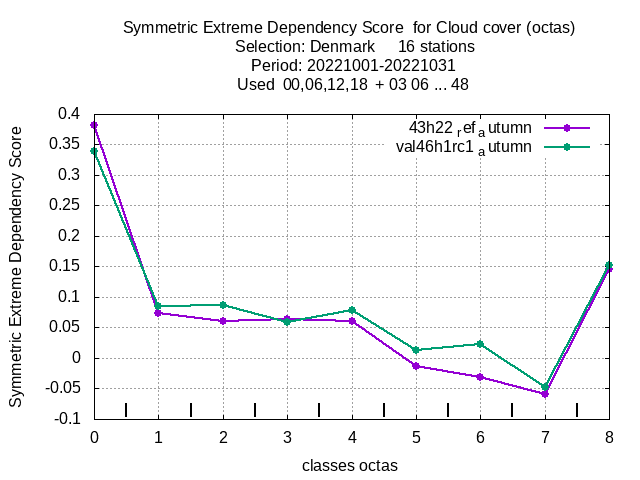 Symmetric Extreme Dependency Score for Cloud cover (octas)
Selection: Denmark 16 stations
Period: 20221001-20221031
Used 00,06,12,18 + 03 06 ... 48
43h22 ref a utumn
val46h1rc1 a utumn
Symmetric Extreme Dependency Score
0.4
0.35
0.3
0.25
0.2
0.15
0.1
0.05
0
-0.05
-0.1
0 1 2 3 4 5 6 7 8
classes octas